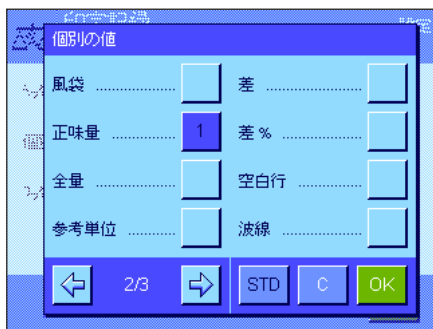 個別の値
風袋 ................. 差 ......................
正味量 ............. 1 差% ..................
全量 ................. 空白行 .............
参考単位 ......... 波線 ..................
2/3 STD C OK